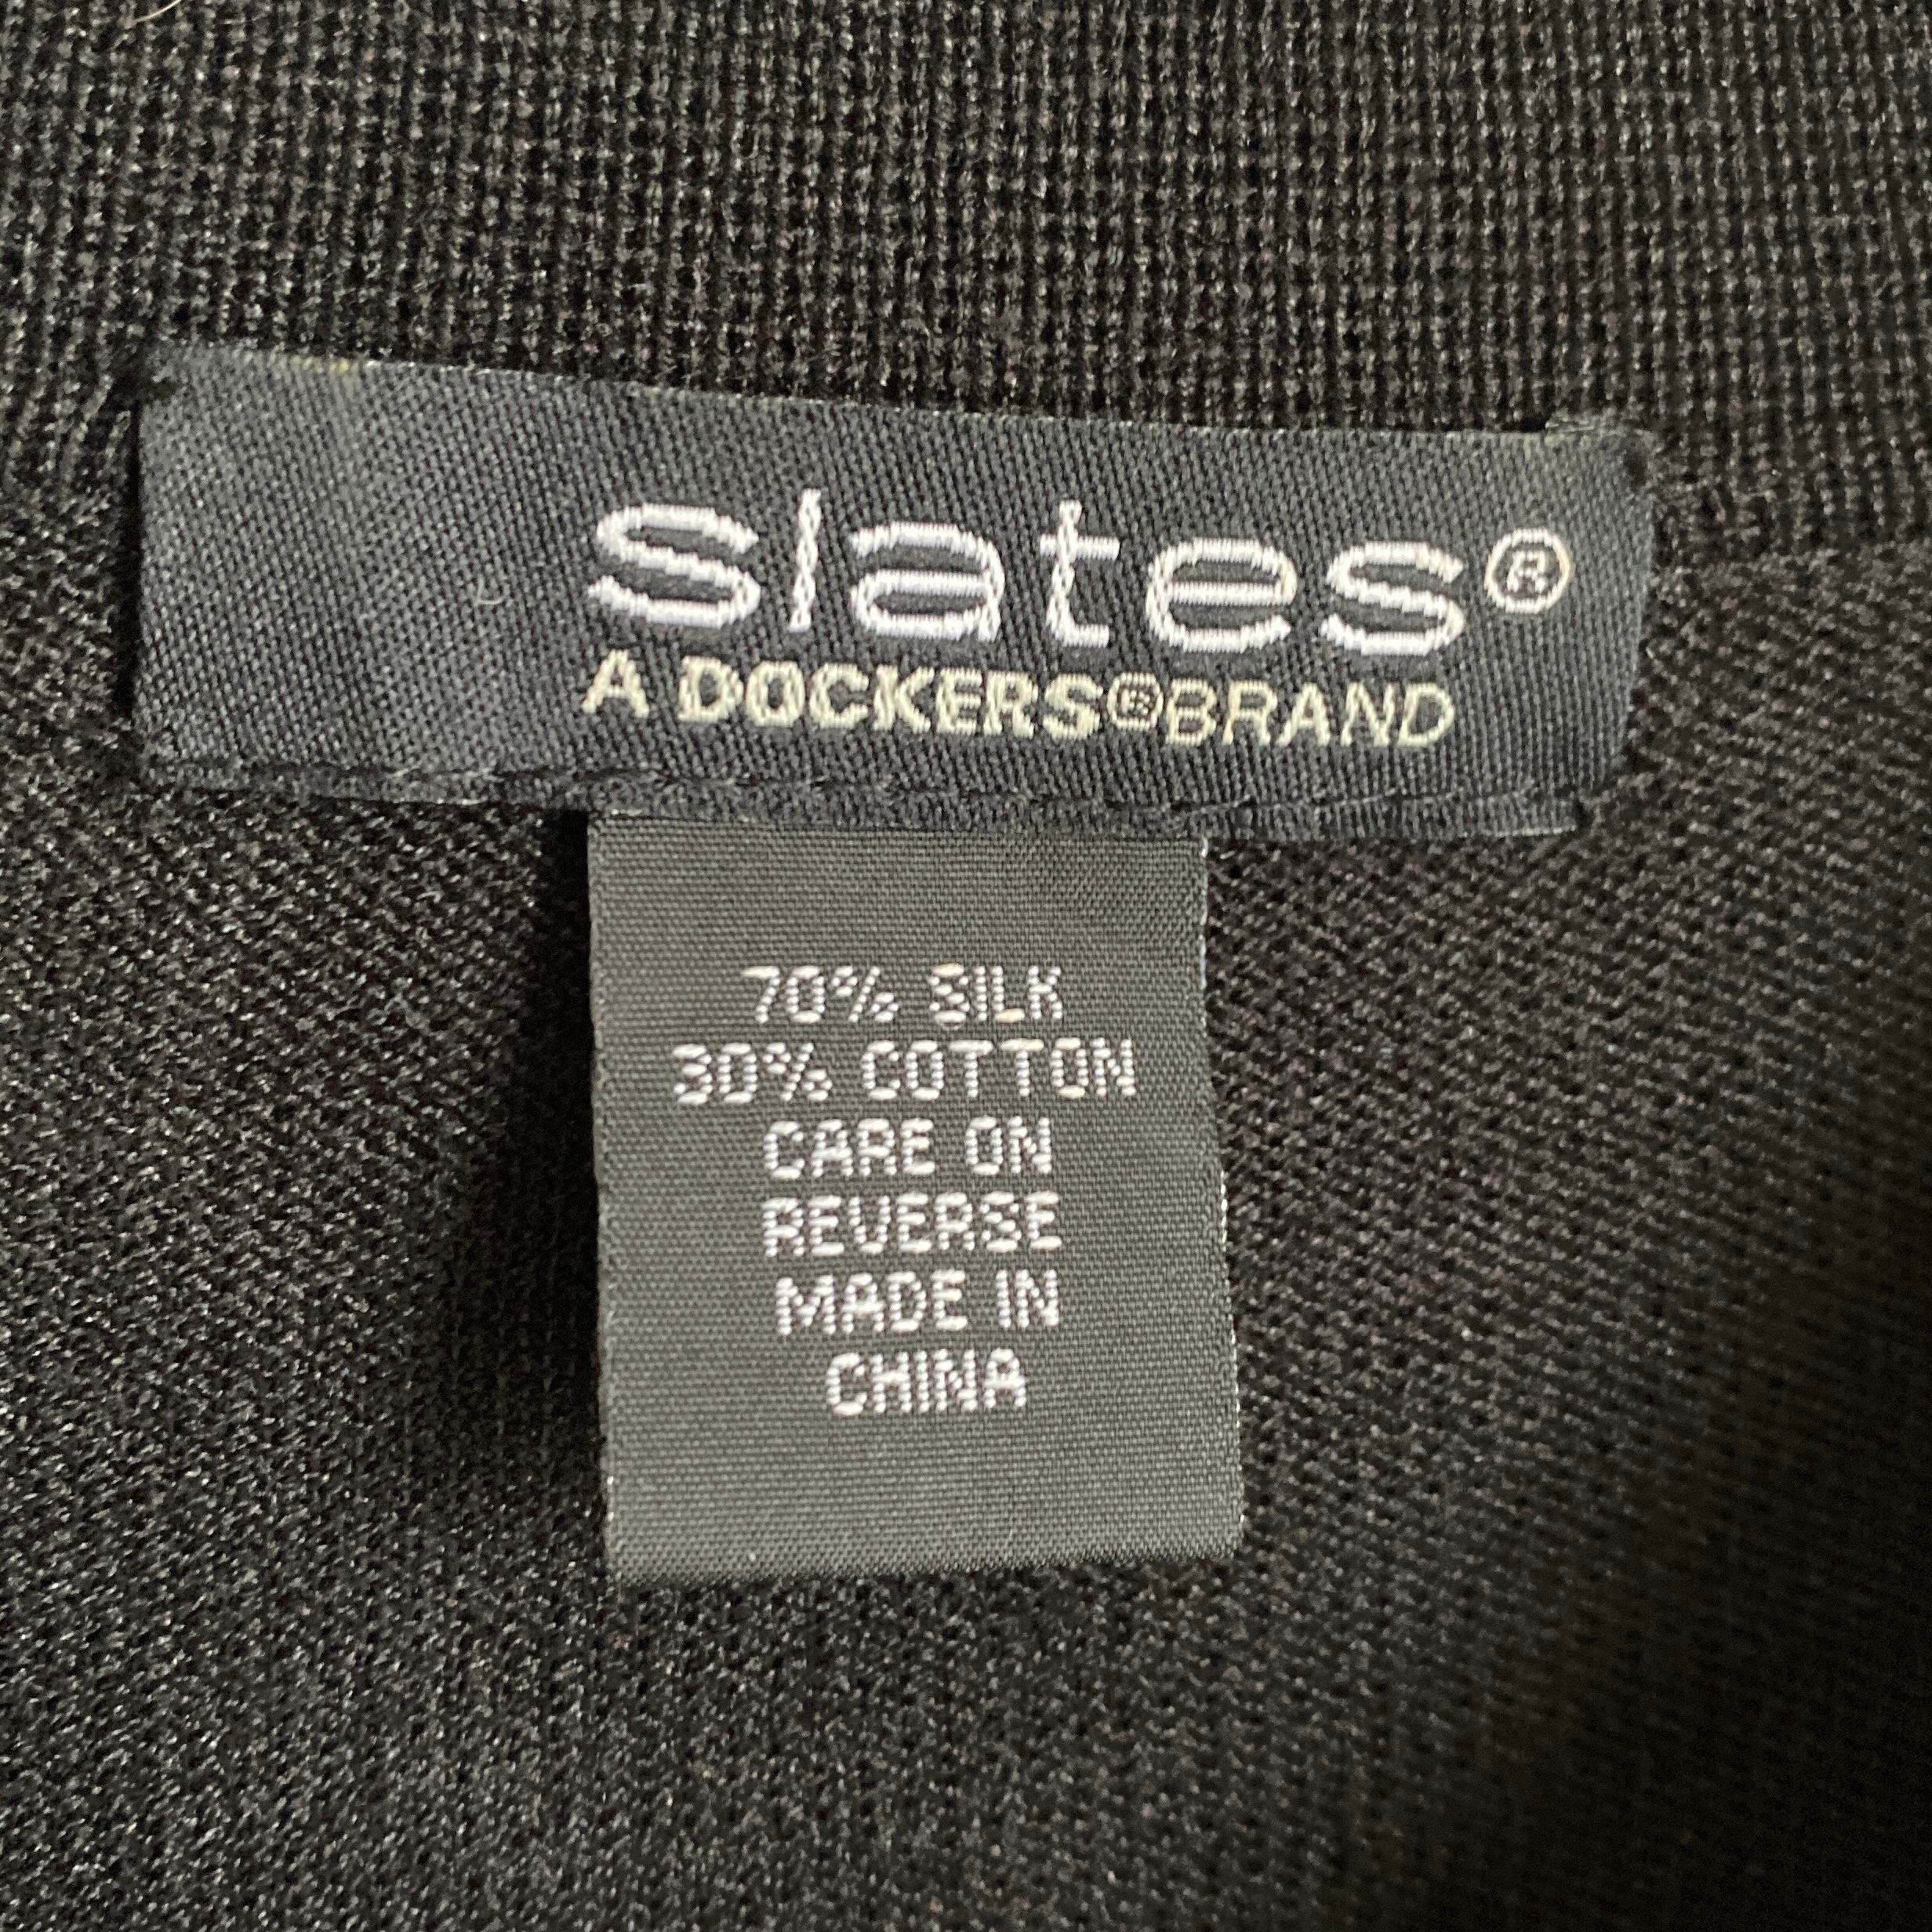 slates®
A DOCKERS® BRAND
70% SILK
30% COTTON
CARE ON
REVERSE
MADE IN
CHINA